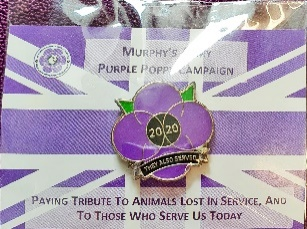 MURPHY'S ARMY
PURPLE POPPY CAMPAIGN
2020
THEY ALSO SERVED
PAYING TRIBUTE TO ANIMALS LOST IN SERVICE, AND
TO THOSE WHO SERVE US TODAY